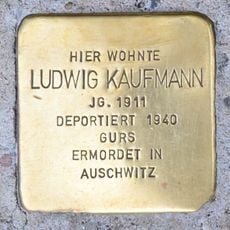 HIER WOHNTE
LUDWIG KAUFMANN
JG. 1911
DEPORTIERT 1940
GURS
ERMORDET IN
AUSCHWITZ